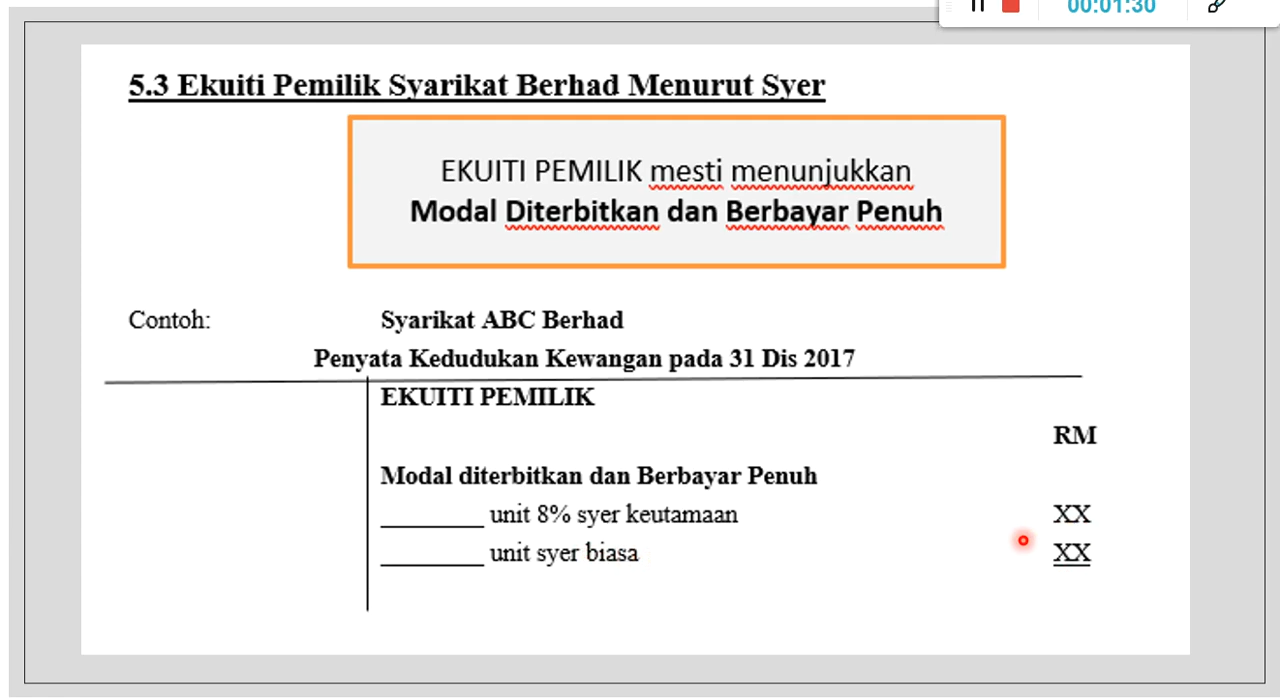 00:01:30
5.3 Ekuiti Pemilik Syarikat Berhad Menurut Syer
EKUITI PEMILIK mesti menunjukkan
Modal Diterbitkan dan Berbayar Penuh
Contoh: Syarikat ABC Berhad
Penyata Kedudukan Kewangan pada 31 Dis 2017
EKUITI PEMILIK
RM
Modal diterbitkan dan Berbayar Penuh
________ unit 8% syer keutamaan XX
________ unit syer biasa XX